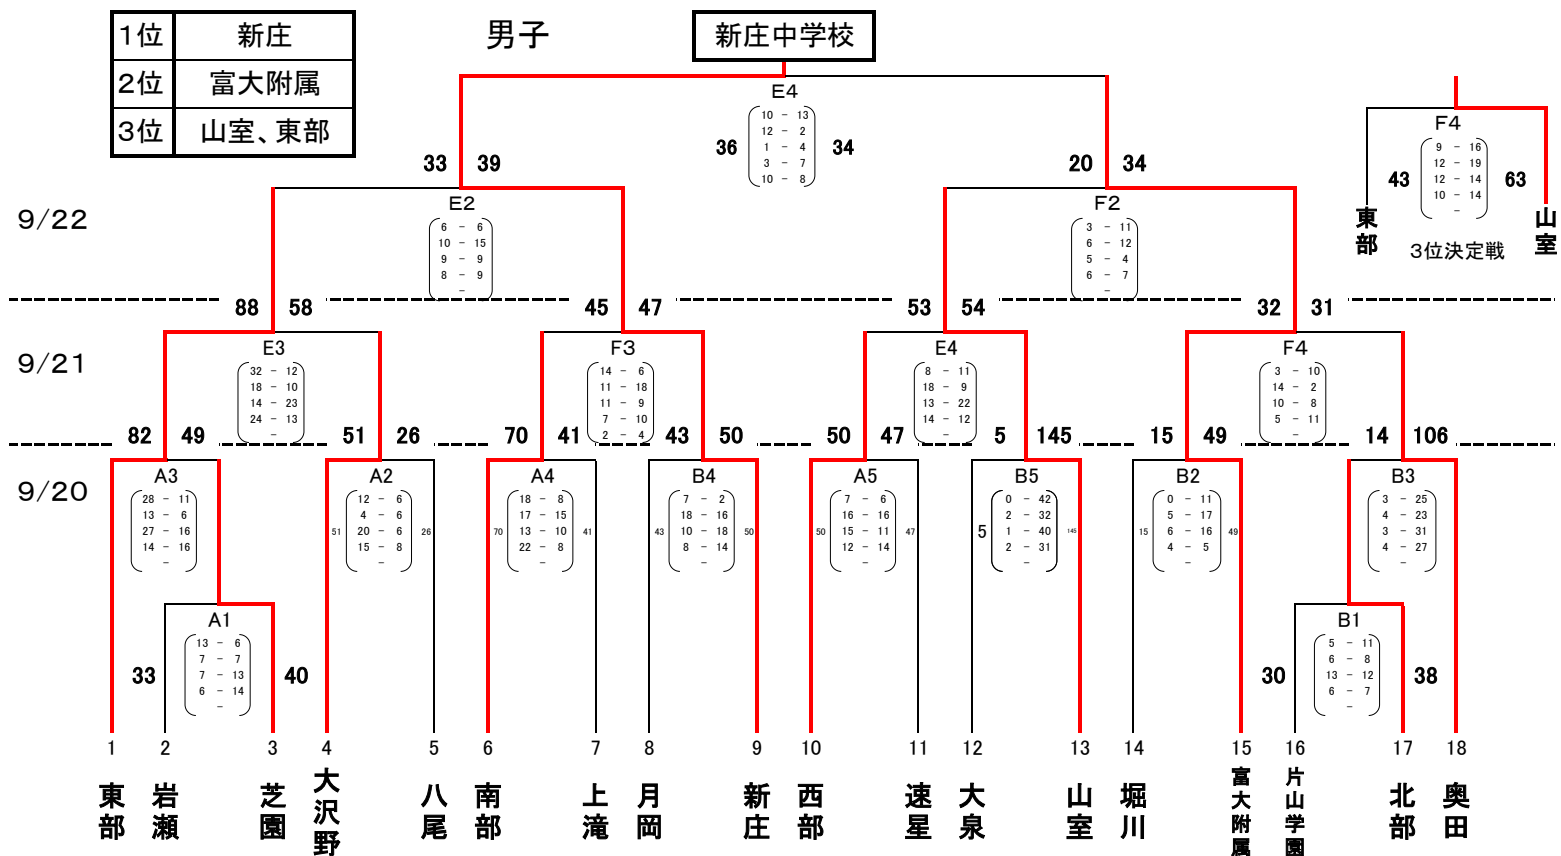 1位 新庄
2位 富大附属
3位 山室、東部
男子
新庄中学校
E4
36 34
10 - 13
12 - 2
1 - 4
3 - 7
10 - 8
F4
43 63
9 - 16
12 - 19
12 - 14
10 - 14
-
東部 山室
3位決定戦
9/22
33 39
E2
6 - 6
10 - 15
9 - 9
8 - 9
-
20 34
F2
3 - 11
6 - 12
5 - 4
6 - 7
-
9/21
88 58
E3
32 - 12
18 - 10
14 - 23
24 - 13
-
45 47
F3
14 - 6
11 - 18
11 - 9
7 - 10
2 - 4
53 54
E4
8 - 11
18 - 9
13 - 22
14 - 12
-
32 31
F4
3 - 10
14 - 2
10 - 8
5 - 11
-
9/20
82 49
A3
28 - 11
13 - 6
27 - 16
14 - 16
-
51 26
A2
51 26
12 - 6
4 - 6
20 - 6
15 - 8
-
70 41
A4
70 41
18 - 8
17 - 15
13 - 10
22 - 8
-
43 50
B4
43 50
7 - 2
18 - 16
10 - 18
8 - 14
-
50 47
A5
50 47
7 - 6
16 - 16
15 - 11
12 - 14
-
5 145
B5
5 145
0 - 42
2 - 32
1 - 40
2 - 31
-
15 49
B2
15 49
0 - 11
5 - 17
6 - 16
4 - 5
-
14 106
B3
3 - 25
4 - 23
3 - 31
4 - 27
-
A1
33 40
13 - 6
7 - 7
7 - 13
6 - 14
-
B1
30 38
5 - 11
6 - 8
13 - 12
6 - 7
-
1 2 3 4 5 6 7 8 9 10 11 12 13 14 15 16 17 18
東部
岩瀬
芝園
大沢野
八尾
南部
上滝
月岡
新庄
西部
速星
大泉
山室
堀川
富大附属
片山学園
北部
奥田